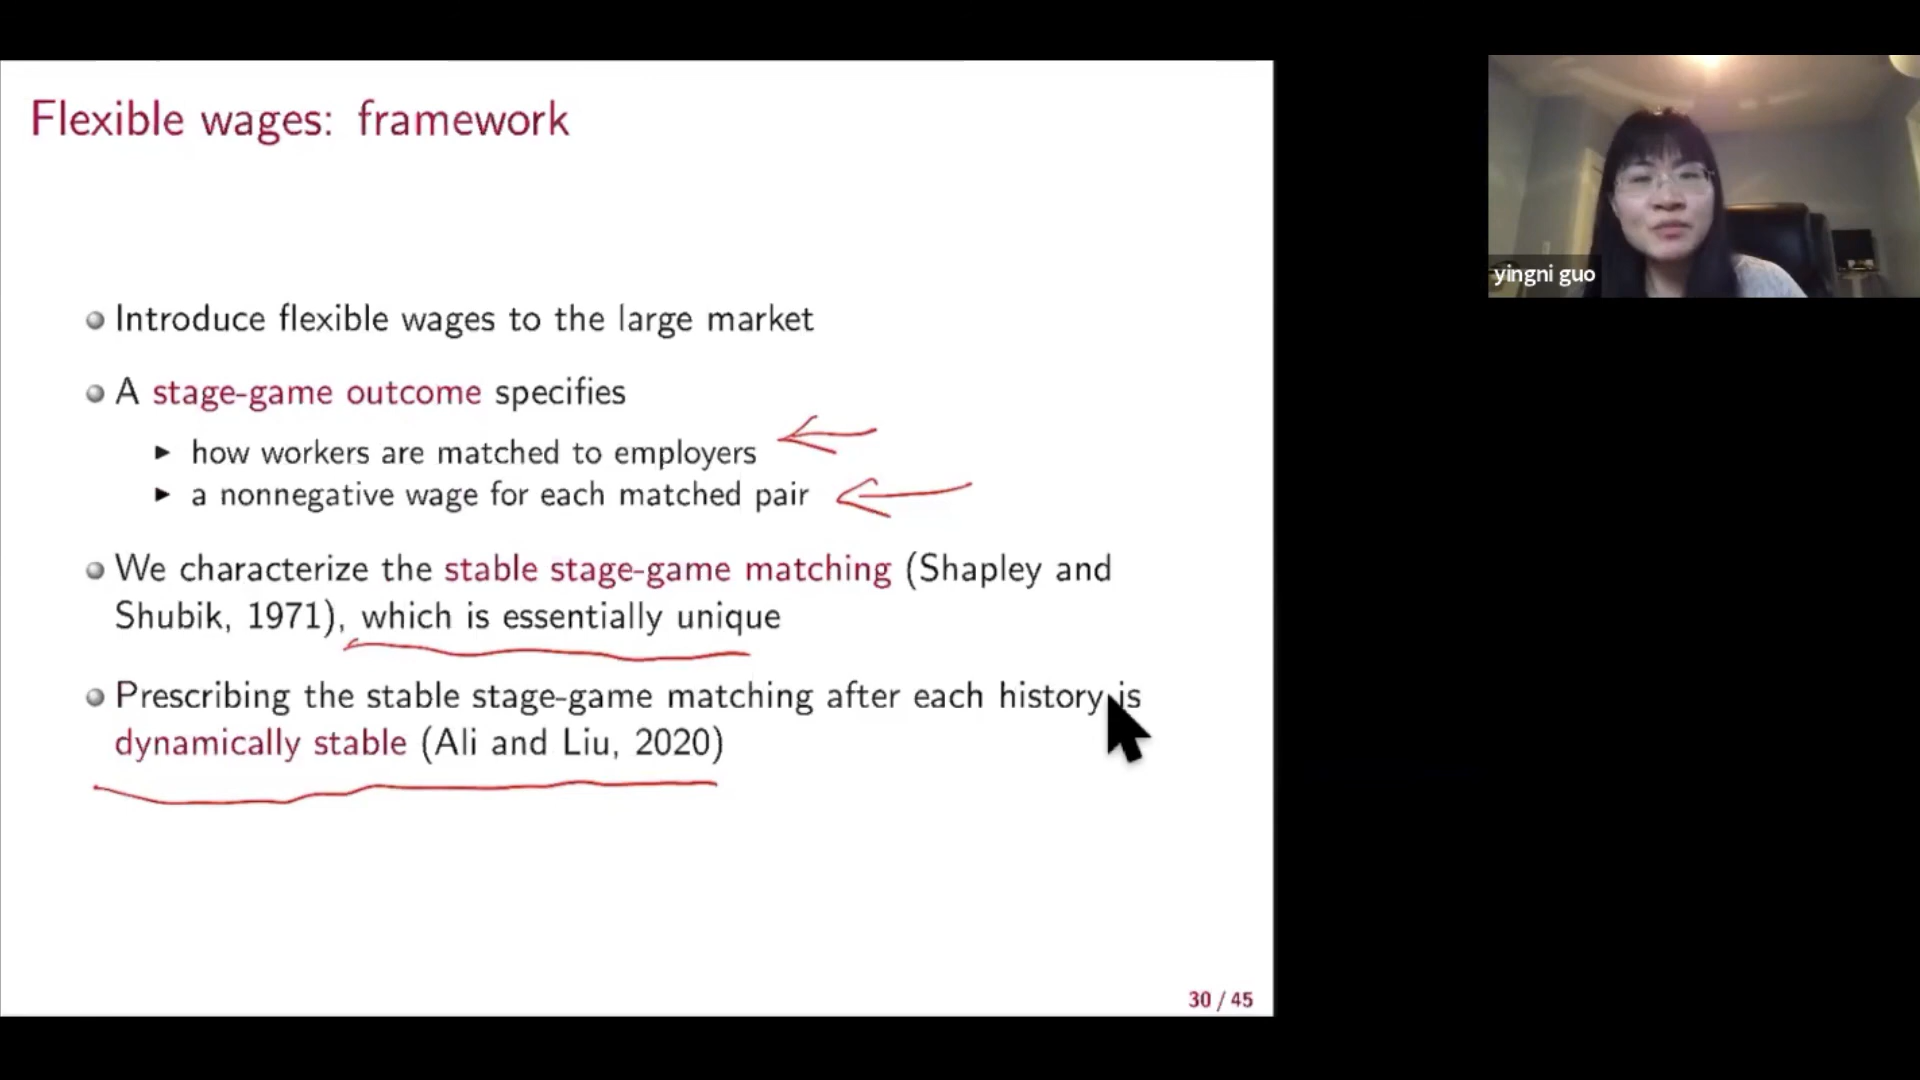 Flexible wages: framework
Introduce flexible wages to the large market
A stage-game outcome specifies
how workers are matched to employers
a nonnegative wage for each matched pair
We characterize the stable stage-game matching (Shapley and
Shubik, 1971), which is essentially unique
Prescribing the stable stage-game matching after each history is
dynamically stable (Ali and Liu, 2020)
30 / 45
yingni guo